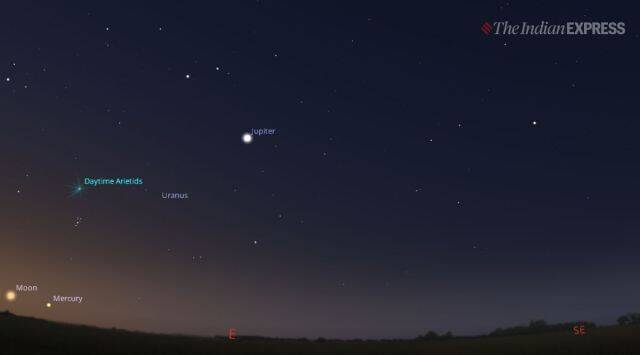 The Indian EXPRESS
Jupiter
Daytime Arietids
Uranus
Moon
Mercury
E
SE